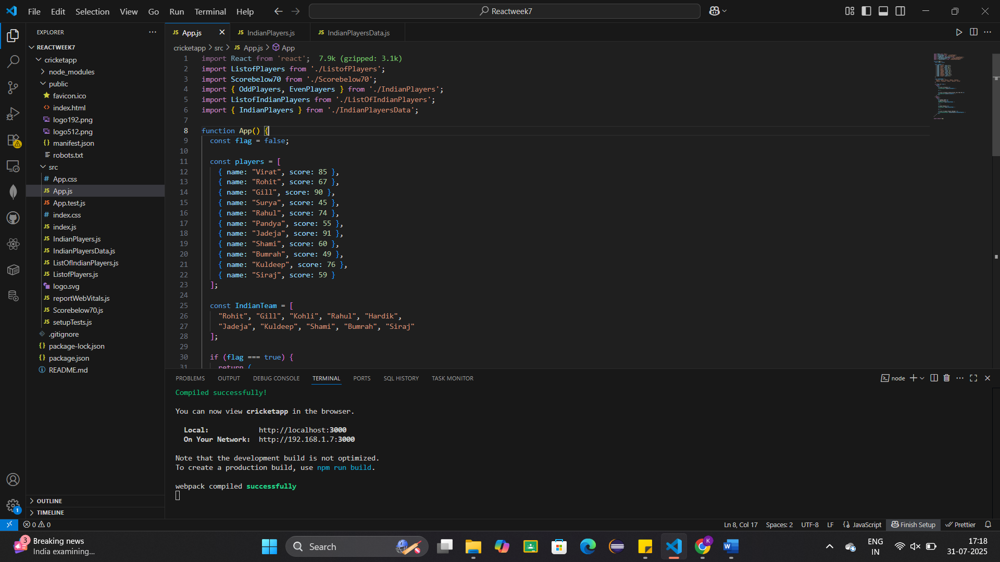 File Edit Selection View Go Run Terminal Help
Reactweek7
EXPLORER
REACTWEEK7
cricketapp
node_modules
public
favicon.ico
index.html
logo192.png
logo512.png
manifest.json
robots.txt
src
App.css
App.js
App.test.js
index.css
index.js
IndianPlayers.js
IndianPlayersData.js
ListOfIndianPlayers.js
ListofPlayers.js
logo.svg
reportWebVitals.js
Scorebelow70.js
setupTests.js
.gitignore
package-lock.json
package.json
README.md
OUTLINE
TIMELINE
JS App.js JS IndianPlayers.js JS IndianPlayersData.js
cricketapp > src > JS App.js > App
1 import React from 'react'; 7.9k (gzipped: 3.1k)
2 import ListofPlayers from './ListofPlayers';
3 import Scorebelow70 from './Scorebelow70';
4 import { OddPlayers, EvenPlayers } from './IndianPlayers';
5 import ListofIndianPlayers from './ListOfIndianPlayers';
6 import { IndianPlayers } from './IndianPlayersData';
7
8 function App() {
9 const flag = false;
10
11 const players = [
12 { name: "Virat", score: 85 },
13 { name: "Rohit", score: 67 },
14 { name: "Gill", score: 90 },
15 { name: "Surya", score: 45 },
16 { name: "Rahul", score: 74 },
17 { name: "Pandya", score: 55 },
18 { name: "Jadeja", score: 91 },
19 { name: "Shami", score: 60 },
20 { name: "Bumrah", score: 49 },
21 { name: "Kuldeep", score: 76 },
22 { name: "Siraj", score: 59 }
23 ];
24
25 const IndianTeam = [
26 "Rohit", "Gill", "Kohli", "Rahul", "Hardik",
27 "Jadeja", "Kuldeep", "Shami", "Bumrah", "Siraj"
28 ];
29
30 if (flag === true) {
31 return (
PROBLEMS OUTPUT DEBUG CONSOLE TERMINAL PORTS SQL HISTORY TASK MONITOR
node
Compiled successfully!
You can now view cricketapp in the browser.
Local: http://localhost:3000
On Your Network: http://192.168.1.7:3000
Note that the development build is not optimized.
To create a production build, use npm run build.
webpack compiled successfully
1
0 0
Ln 8, Col 17 Spaces: 2 UTF-8 LF {} JavaScript Finish Setup Prettier
3
Breaking news
India examining...
Search
K
ENG
IN
17:18
31-07-2025